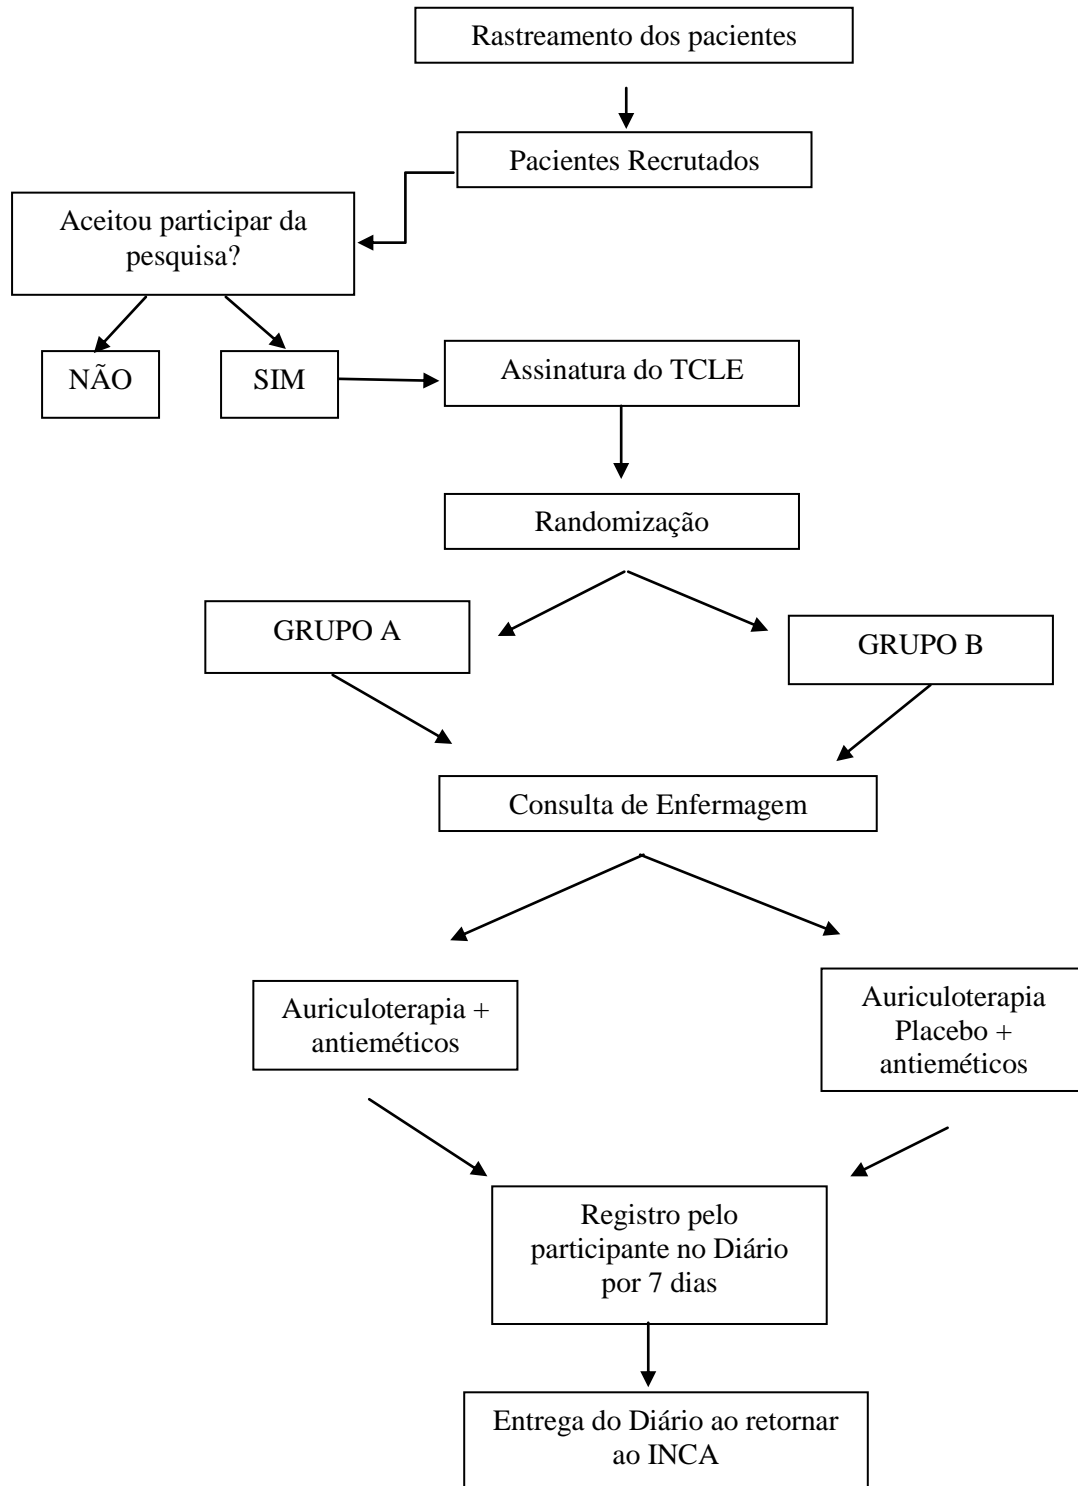 Rastreamento dos pacientes
Pacientes Recrutados
Aceitou participar da
pesquisa?
NÃO
SIM
Assinatura do TCLE
Randomização
GRUPO A
GRUPO B
Consulta de Enfermagem
Auriculoterapia +
antieméticos
Auriculoterapia
Placebo +
antieméticos
Registro pelo
participante no Diário
por 7 dias
Entrega do Diário ao retornar
ao INCA